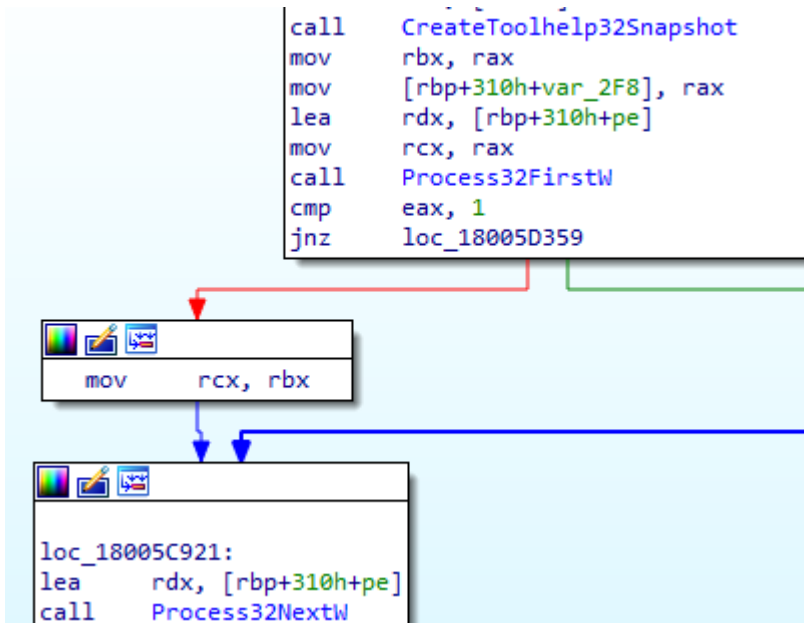 call CreateToolhelp32Snapshot
mov rbx, rax
mov [rbp+310h+var_2F8], rax
lea rdx, [rbp+310h+pe]
mov rcx, rax
call Process32FirstW
cmp eax, 1
jnz loc_18005D359
mov rcx, rbx
loc_18005C921:
lea rdx, [rbp+310h+pe]
call Process32NextW